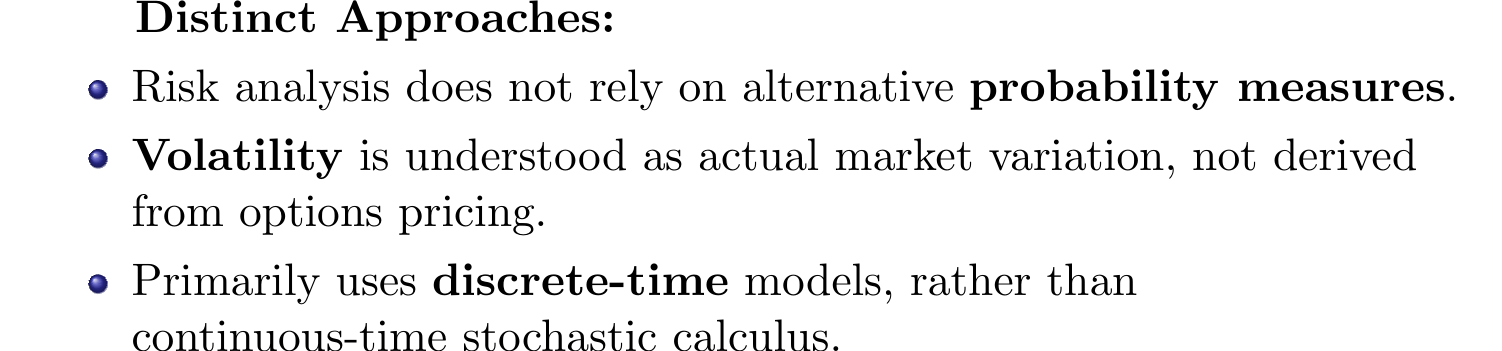 Distinct Approaches:
Risk analysis does not rely on alternative probability measures.
Volatility is understood as actual market variation, not derived
from options pricing.
Primarily uses discrete-time models, rather than
continuous-time stochastic calculus.